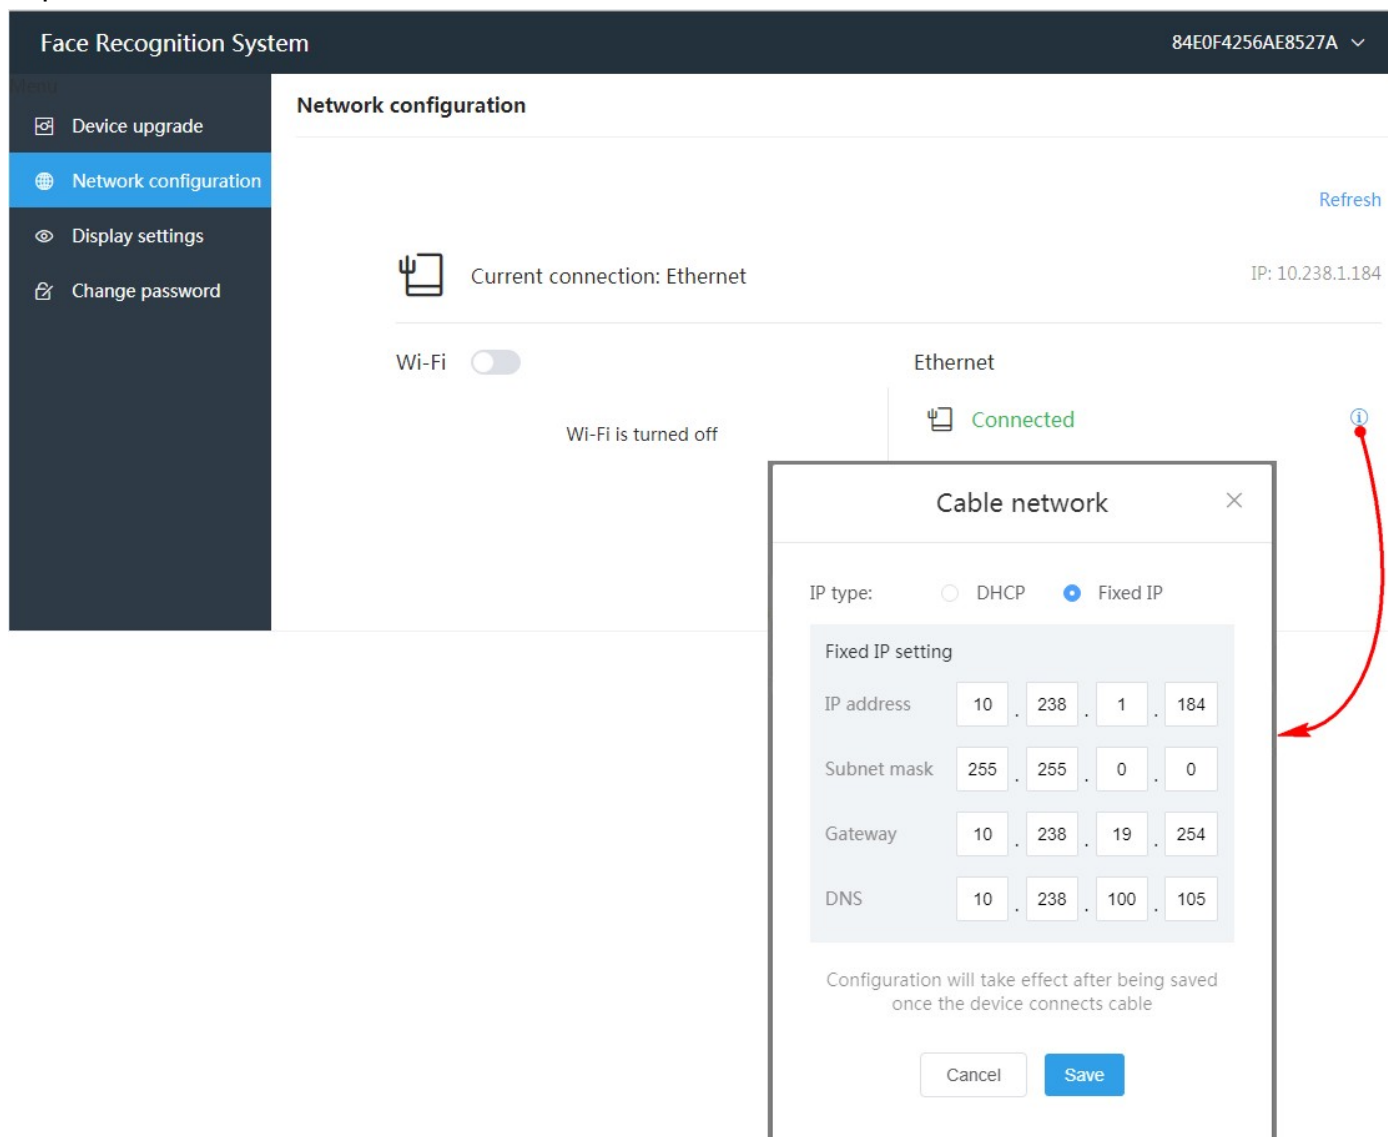 Face Recognition System
84E0F4256AE8527A
Menu
Device upgrade
Network configuration
Display settings
Change password
Network configuration
Refresh
Current connection: Ethernet
IP: 10.238.1.184
Wi-Fi
Wi-Fi is turned off
Ethernet
Connected
Cable network
IP type: DHCP Fixed IP
Fixed IP setting
IP address 10 . 238 . 1 . 184
Subnet mask 255 . 255 . 0 . 0
Gateway 10 . 238 . 19 . 254
DNS 10 . 238 . 100 . 105
Configuration will take effect after being saved
once the device connects cable
Cancel Save